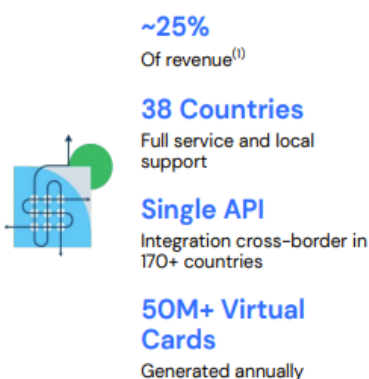 ~25%
Of revenue(1)
38 Countries
Full service and local
support
Single API
Integration cross-border in
170+ countries
50M+ Virtual
Cards
Generated annually